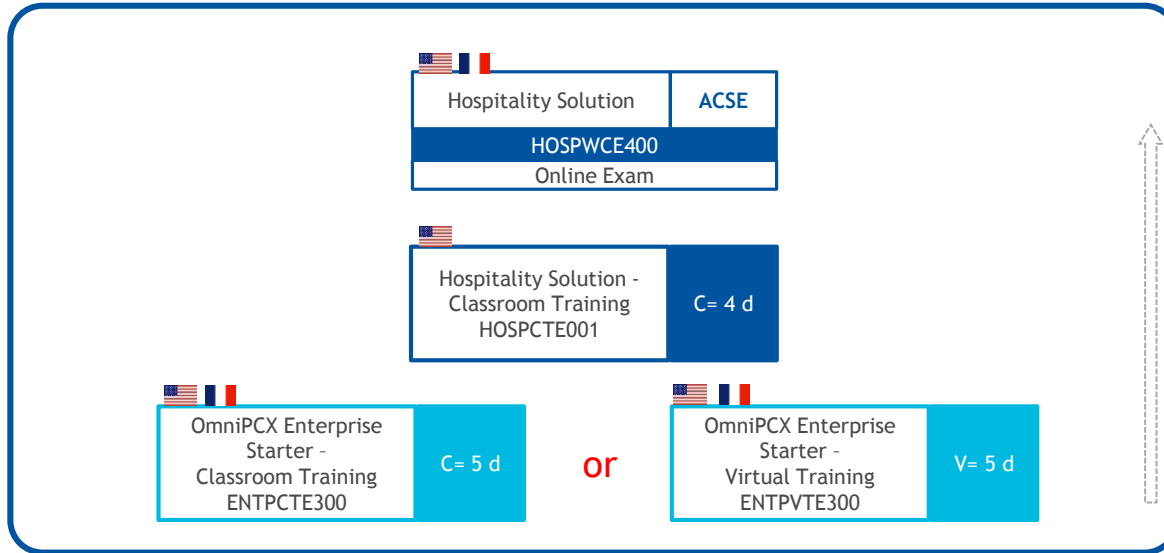 Hospitality Solution
ACSE
HOSPWCE400
Online Exam
Hospitality Solution -
Classroom Training
HOSPCTE001
C= 4 d
OmniPCX Enterprise
Starter –
Classroom Training
ENTPCTE300
C= 5 d
or
OmniPCX Enterprise
Starter –
Virtual Training
ENTPVTE300
V= 5 d